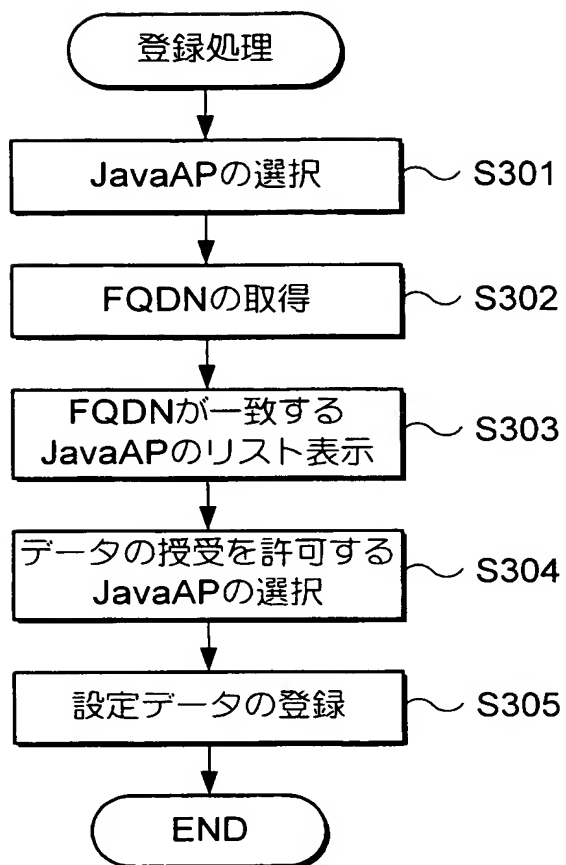 登録処理
JavaAPの選択 S301
FQDNの取得 S302
FQDNが一致する
JavaAPのリスト表示 S303
データの授受を許可する
JavaAPの選択 S304
設定データの登録 S305
END